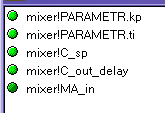 mixer!PARAMETR.kp
mixer!PARAMETR.ti
mixer!C_sp
mixer!C_out_delay
mixer!MA_in